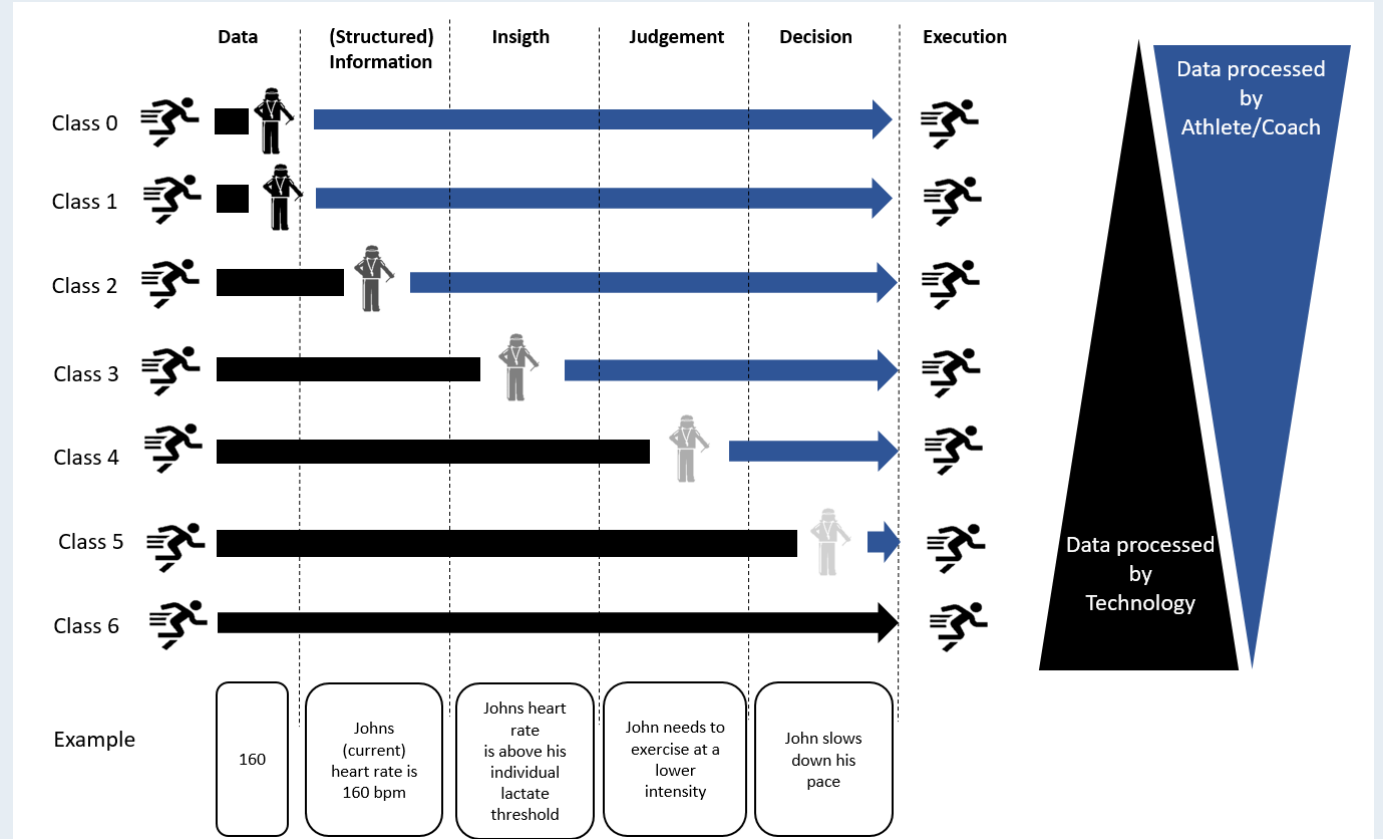 Data
(Structured)
Information
Insigth
Judgement
Decision
Execution
Data processed
by
Athlete/Coach
Class 0
Class 1
Class 2
Class 3
Class 4
Class 5
Class 6
Data processed
by
Technology
Example
160
Johns
(current)
heart rate is
160 bpm
Johns heart
rate
is above his
individual
lactate
threshold
John needs to
exercise at a
lower
intensity
John slows
down his
pace